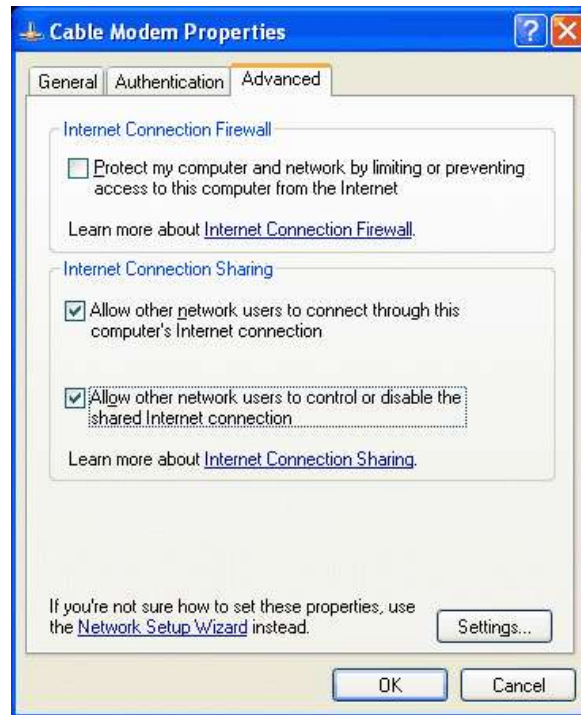 Cable Modem Properties
General Authentication Advanced
Internet Connection Firewall
Protect my computer and network by limiting or preventing
access to this computer from the Internet
Learn more about Internet Connection Firewall.
Internet Connection Sharing
Allow other network users to connect through this
computer's Internet connection
Allow other network users to control or disable the
shared Internet connection
Learn more about Internet Connection Sharing.
If you're not sure how to set these properties, use
the Network Setup Wizard instead.
Settings...
OK Cancel